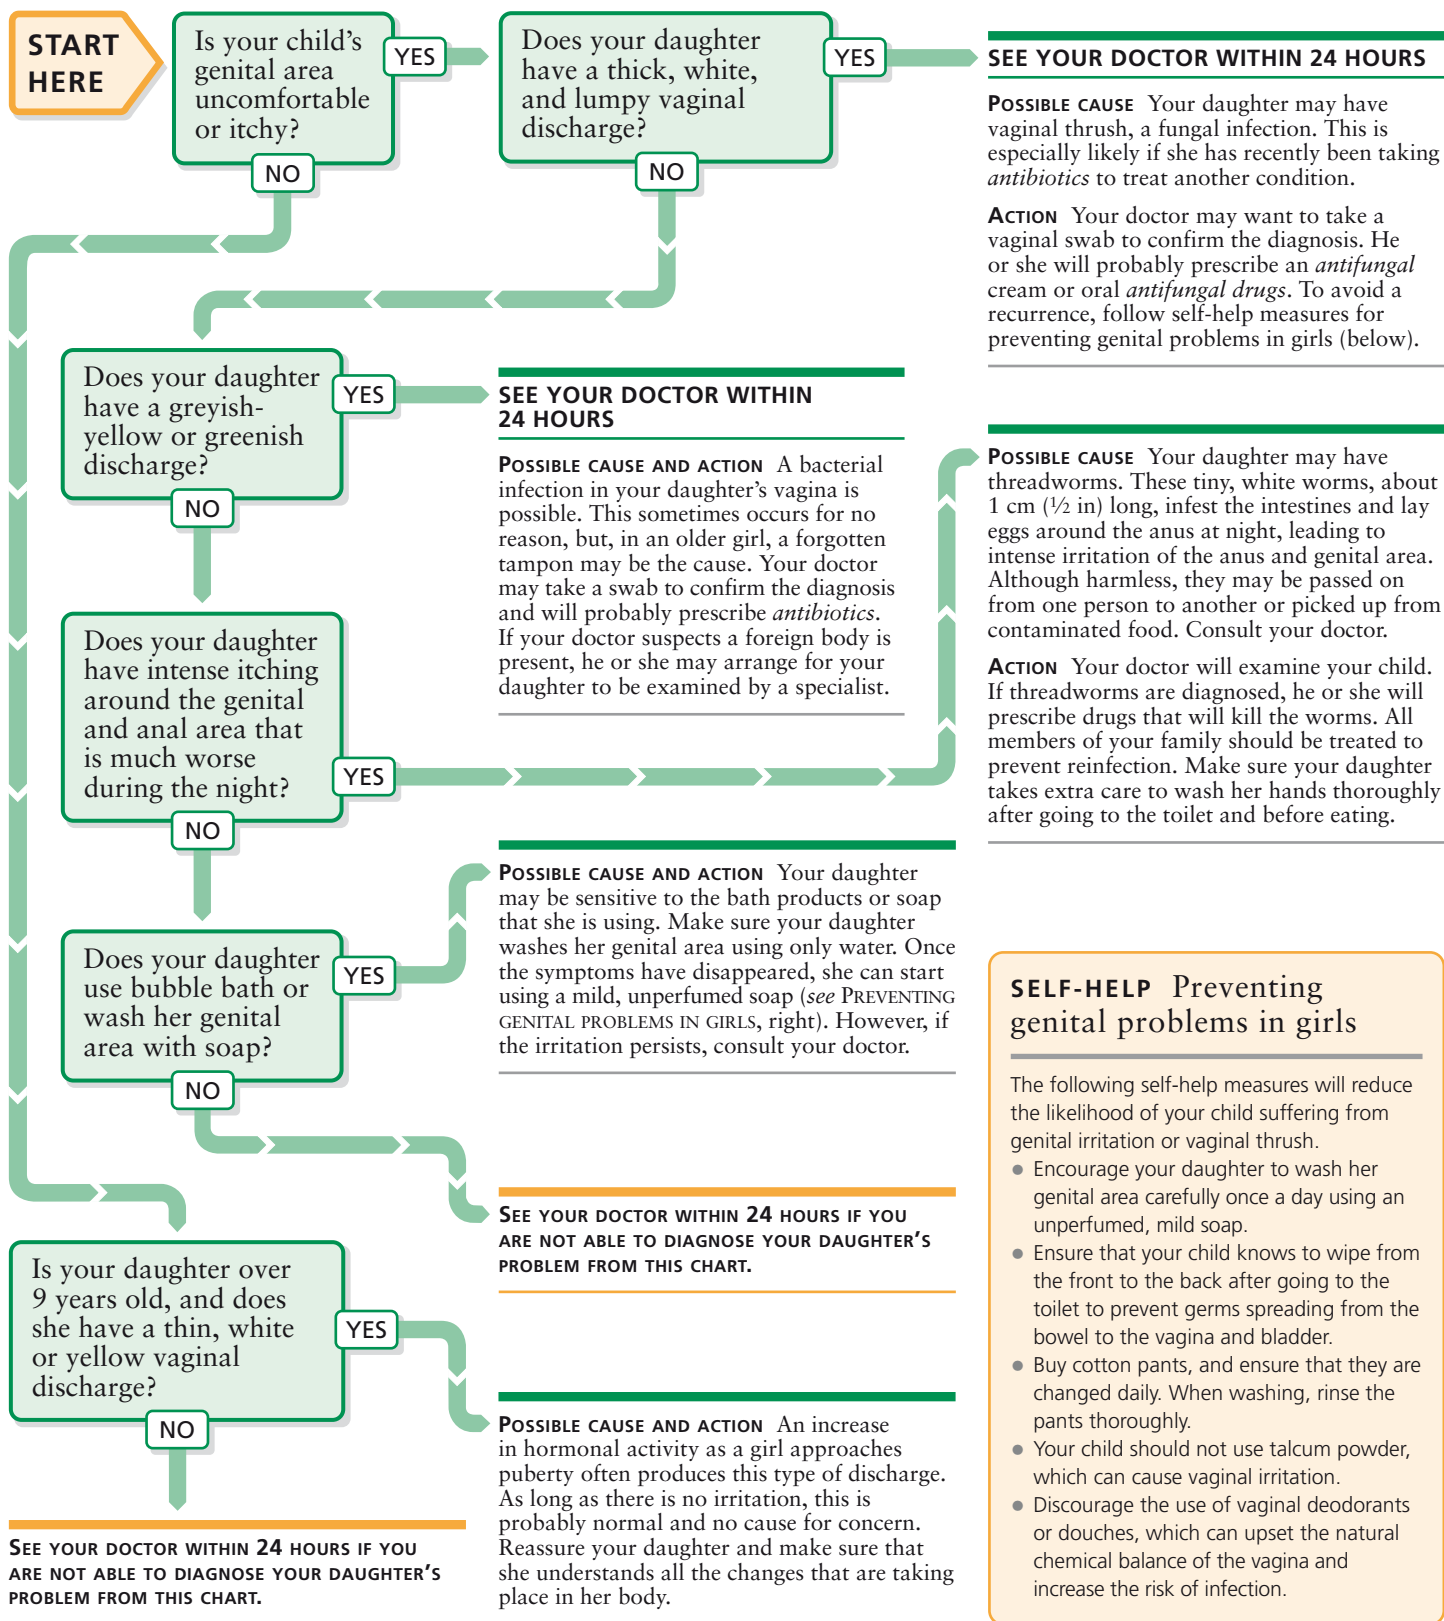 START
HERE
Is your child's
genital area
uncomfortable
or itchy?
YES
NO
Does your daughter
have a thick, white,
and lumpy vaginal
discharge?
YES
NO
SEE YOUR DOCTOR WITHIN 24 HOURS
POSSIBLE CAUSE Your daughter may have
vaginal thrush, a fungal infection. This is
especially likely if she has recently been taking
antibiotics to treat another condition.
ACTION Your doctor may want to take a
vaginal swab to confirm the diagnosis. He
or she will probably prescribe an antifungal
cream or oral antifungal drugs. To avoid a
recurrence, follow self-help measures for
preventing genital problems in girls (below).
Does your daughter
have a greyish-
yellow or greenish
discharge?
YES
NO
SEE YOUR DOCTOR WITHIN
24 HOURS
POSSIBLE CAUSE AND ACTION A bacterial
infection in your daughter's vagina is
possible. This sometimes occurs for no
reason, but, in an older girl, a forgotten
tampon may be the cause. Your doctor
may take a swab to confirm the diagnosis
and will probably prescribe antibiotics.
If your doctor suspects a foreign body is
present, he or she may arrange for your
daughter to be examined by a specialist.
Does your daughter
have intense itching
around the genital
and anal area that
is much worse
during the night?
YES
NO
POSSIBLE CAUSE Your daughter may have
threadworms. These tiny, white worms, about
1 cm (½ in) long, infest the intestines and lay
eggs around the anus at night, leading to
intense irritation of the anus and genital area.
Although harmless, they may be passed on
from one person to another or picked up from
contaminated food. Consult your doctor.
ACTION Your doctor will examine your child.
If threadworms are diagnosed, he or she will
prescribe drugs that will kill the worms. All
members of your family should be treated to
prevent reinfection. Make sure your daughter
takes extra care to wash her hands thoroughly
after going to the toilet and before eating.
Does your daughter
use bubble bath or
wash her genital
area with soap?
YES
NO
POSSIBLE CAUSE AND ACTION Your daughter
may be sensitive to the bath products or soap
that she is using. Make sure your daughter
washes her genital area using only water. Once
the symptoms have disappeared, she can start
using a mild, unperfumed soap (see PREVENTING
GENITAL PROBLEMS IN GIRLS, right). However, if
the irritation persists, consult your doctor.
SEE YOUR DOCTOR WITHIN 24 HOURS IF YOU
ARE NOT ABLE TO DIAGNOSE YOUR DAUGHTER'S
PROBLEM FROM THIS CHART.
Is your daughter over
9 years old, and does
she have a thin, white
or yellow vaginal
discharge?
YES
NO
POSSIBLE CAUSE AND ACTION An increase
in hormonal activity as a girl approaches
puberty often produces this type of discharge.
As long as there is no irritation, this is
probably normal and no cause for concern.
Reassure your daughter and make sure that
she understands all the changes that are taking
place in her body.
SEE YOUR DOCTOR WITHIN 24 HOURS IF YOU
ARE NOT ABLE TO DIAGNOSE YOUR DAUGHTER'S
PROBLEM FROM THIS CHART.
SELF-HELP Preventing
genital problems in girls
The following self-help measures will reduce
the likelihood of your child suffering from
genital irritation or vaginal thrush.
● Encourage your daughter to wash her
genital area carefully once a day using an
unperfumed, mild soap.
● Ensure that your child knows to wipe from
the front to the back after going to the
toilet to prevent germs spreading from the
bowel to the vagina and bladder.
● Buy cotton pants, and ensure that they are
changed daily. When washing, rinse the
pants thoroughly.
● Your child should not use talcum powder,
which can cause vaginal irritation.
● Discourage the use of vaginal deodorants
or douches, which can upset the natural
chemical balance of the vagina and
increase the risk of infection.